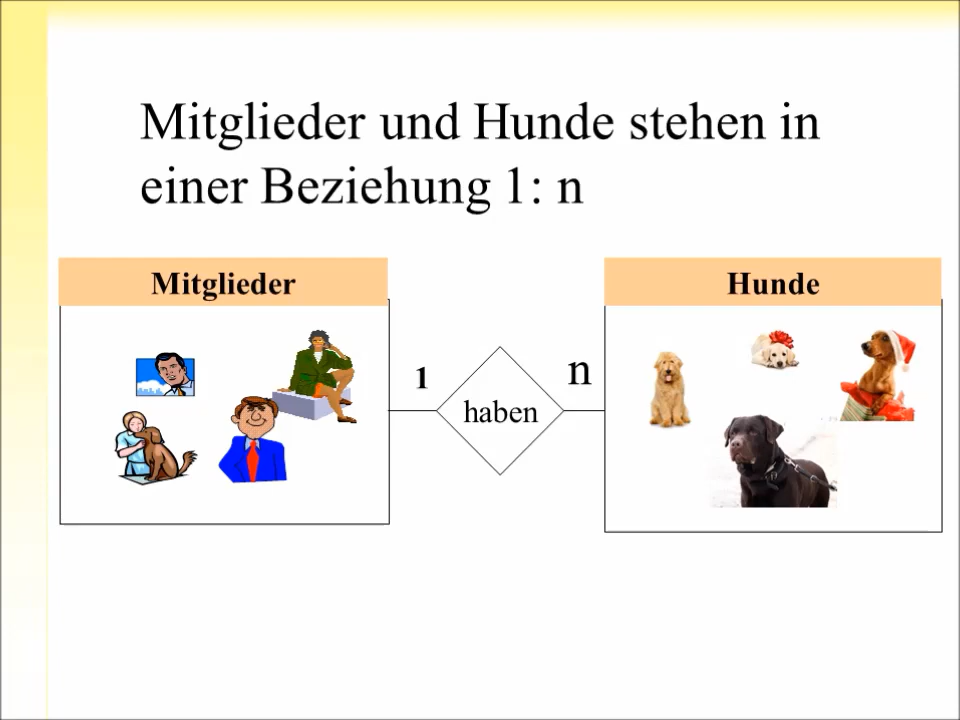 Mitglieder und Hunde stehen in
einer Beziehung 1: n
Mitglieder
Hunde
1
n
haben